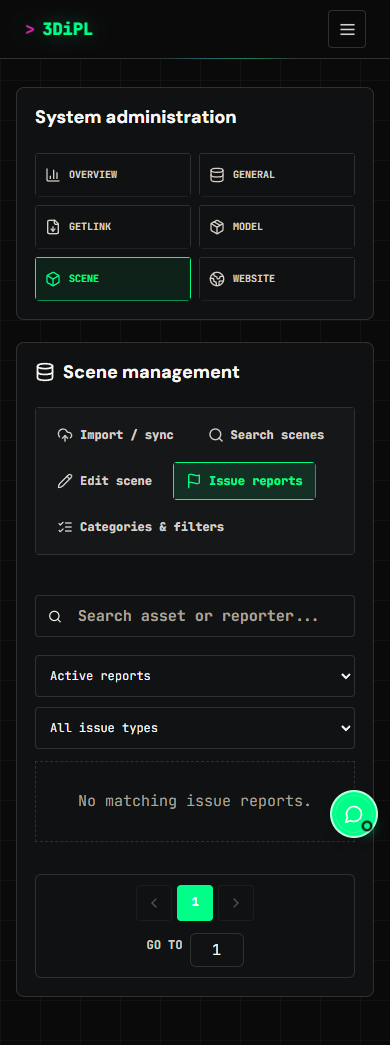 > 3DiPL
System administration
OVERVIEW
GENERAL
GETLINK
MODEL
SCENE
WEBSITE
Scene management
Import / sync
Search scenes
Edit scene
Issue reports
Categories & filters
Search asset or reporter...
Active reports
All issue types
No matching issue reports.
1
GO TO
1